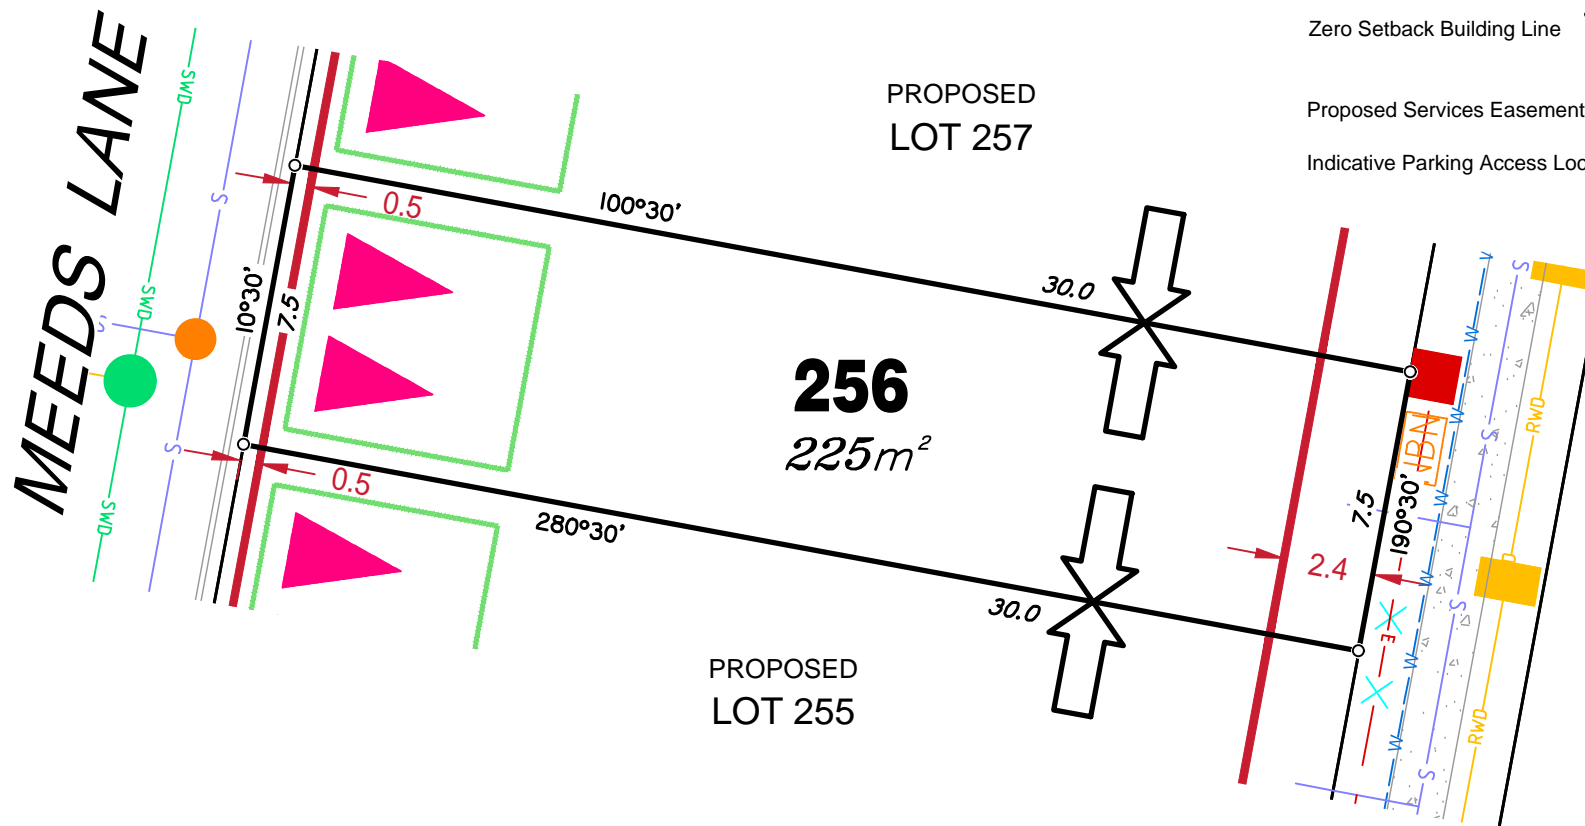 Zero Setback Building Line
Proposed Services Easement
Indicative Parking Access Loc
MEEDS LANE
SWD
SWD
SWD
S
S
S
PROPOSED
LOT 257
0.5
100°30'
30.0
10°30'
7.5
256
225m²
0.5
280°30'
30.0
7.5
190°30'
2.4
PROPOSED
LOT 255
NBN
E
W
W
W
W
W
W
W
S
S
S
S
RWD
RWD